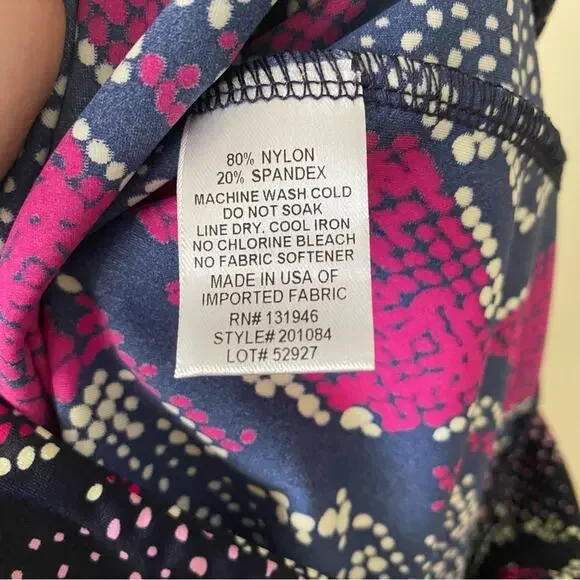 80% NYLON
20% SPANDEX
MACHINE WASH COLD
DO NOT SOAK
LINE DRY. COOL IRON
NO CHLORINE BLEACH
NO FABRIC SOFTENER
MADE IN USA OF
IMPORTED FABRIC
RN# 131946
STYLE# 201084
LOT# 52927